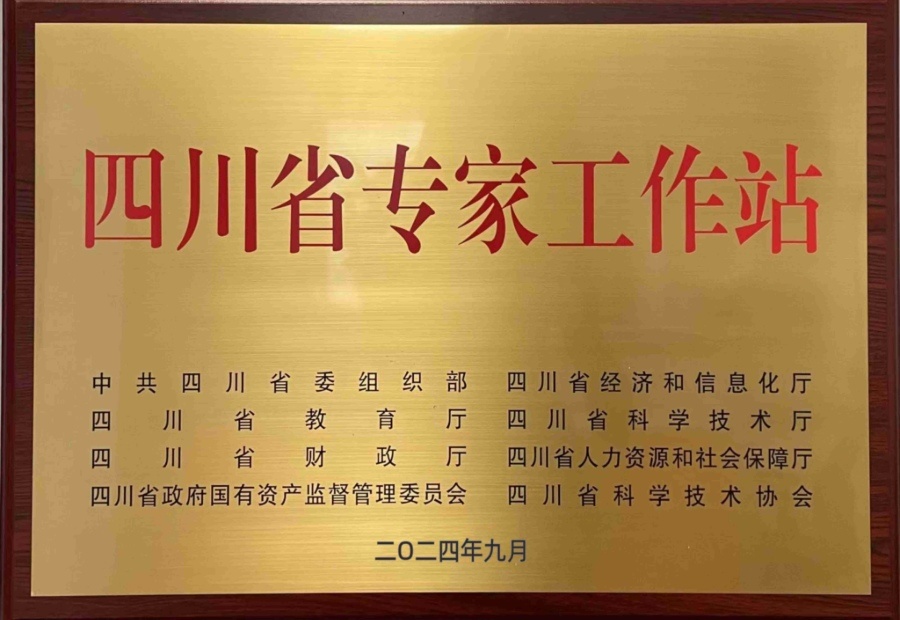 四川省专家工作站
中共四川省委组织部 四川省经济和信息化厅
四川省教育厅 四川省科学技术厅
四川省财政厅 四川省人力资源和社会保障厅
四川省政府国有资产监督管理委员会 四川省科学技术协会
二〇二四年九月